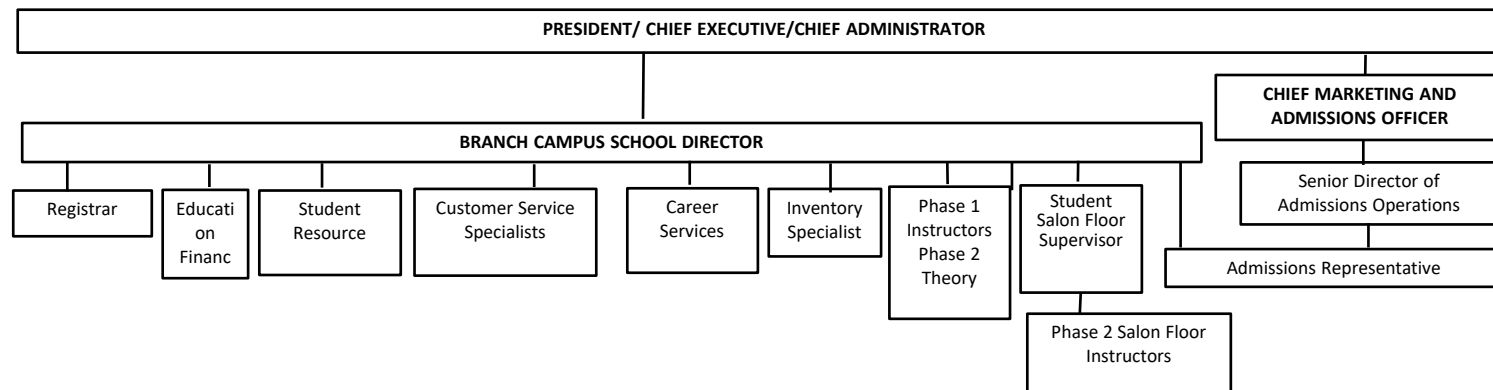 PRESIDENT/ CHIEF EXECUTIVE/CHIEF ADMINISTRATOR
CHIEF MARKETING AND
ADMISSIONS OFFICER
BRANCH CAMPUS SCHOOL DIRECTOR
Registrar
Educati
on
Financ
Student
Resource
Customer Service
Specialists
Career
Services
Inventory
Specialist
Phase 1
Instructors
Phase 2
Theory
Student
Salon Floor
Supervisor
Senior Director of
Admissions Operations
Admissions Representative
Phase 2 Salon Floor
Instructors